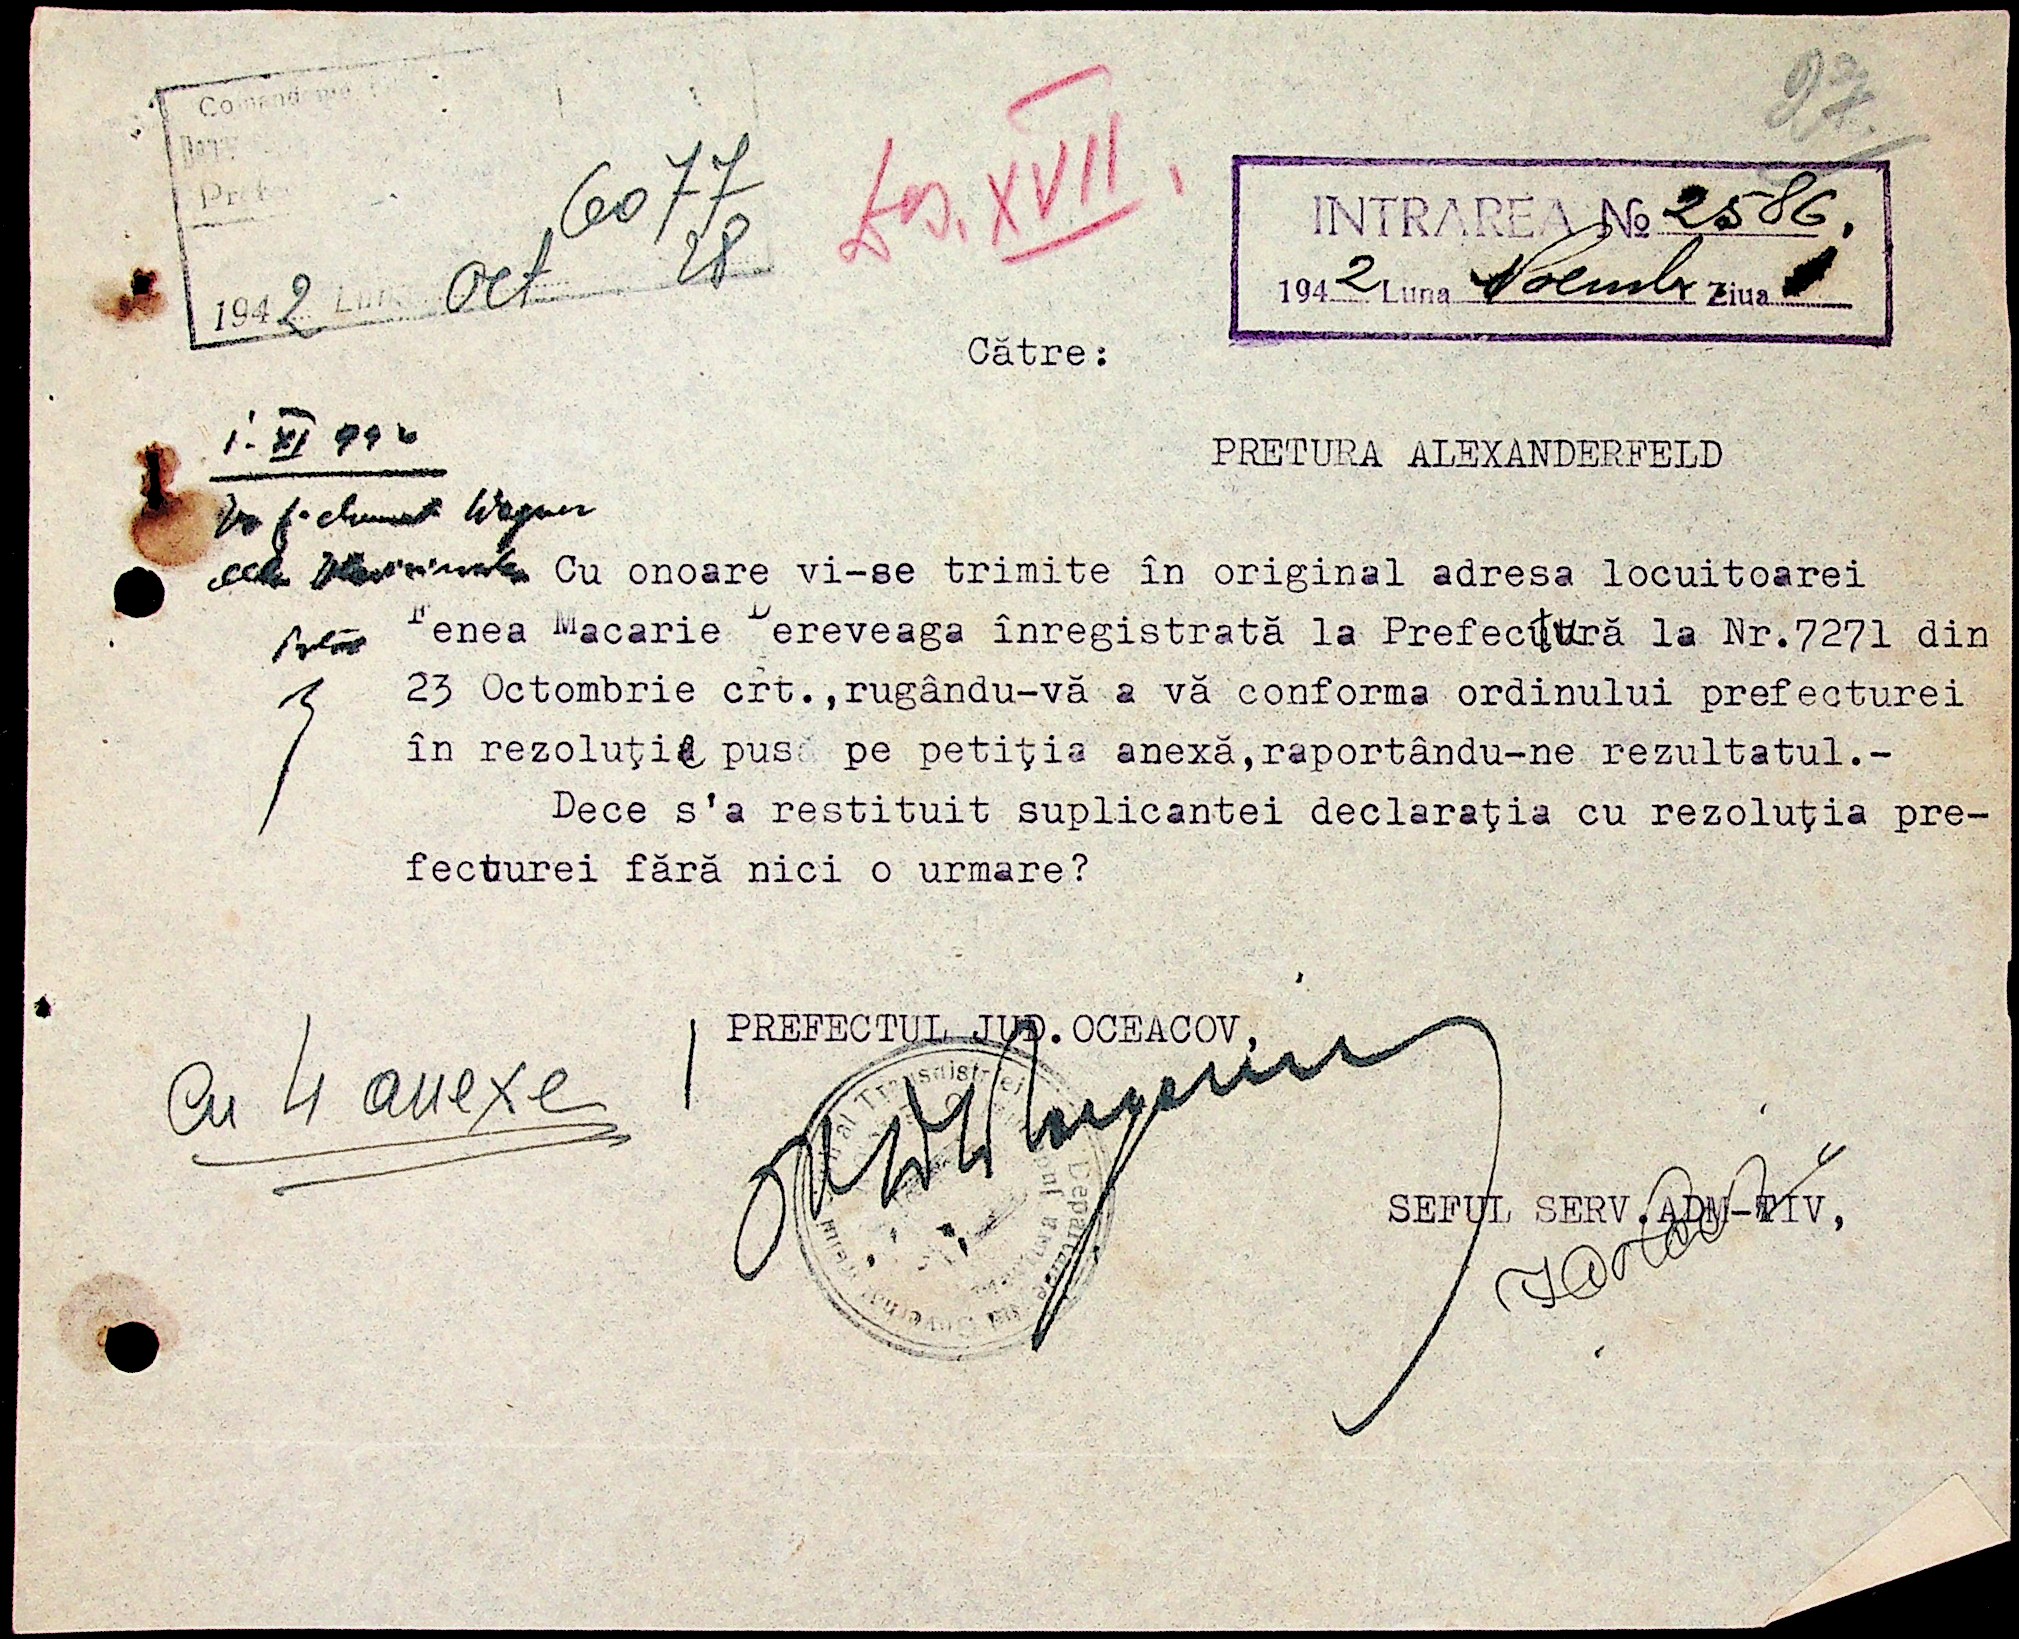 97.
6077
1942 Luna Oct 28
Dos. XVII.
INTRAREA № 2586.
1942 Luna Noembr Ziua 1
Către:
1-XI 942
PRETURA ALEXANDERFELD
Wagner
Cu onoare vi-se trimite în original adresa locuitoarei
Fenea Macarie Dereveaga înregistrată la Prefectură la Nr.7271 din
23 Octombrie crt.,rugându-vă a vă conforma ordinului prefecturei
în rezoluţie pusă pe petiţia anexă,raportându-ne rezultatul.-
Dece s'a restituit suplicantei declaraţia cu rezoluţia pre-
fecturei fără nici o urmare?
PREFECTUL JUD.OCEACOV,
Cu 4 anexe
SEFUL SERV.ADM-TIV,